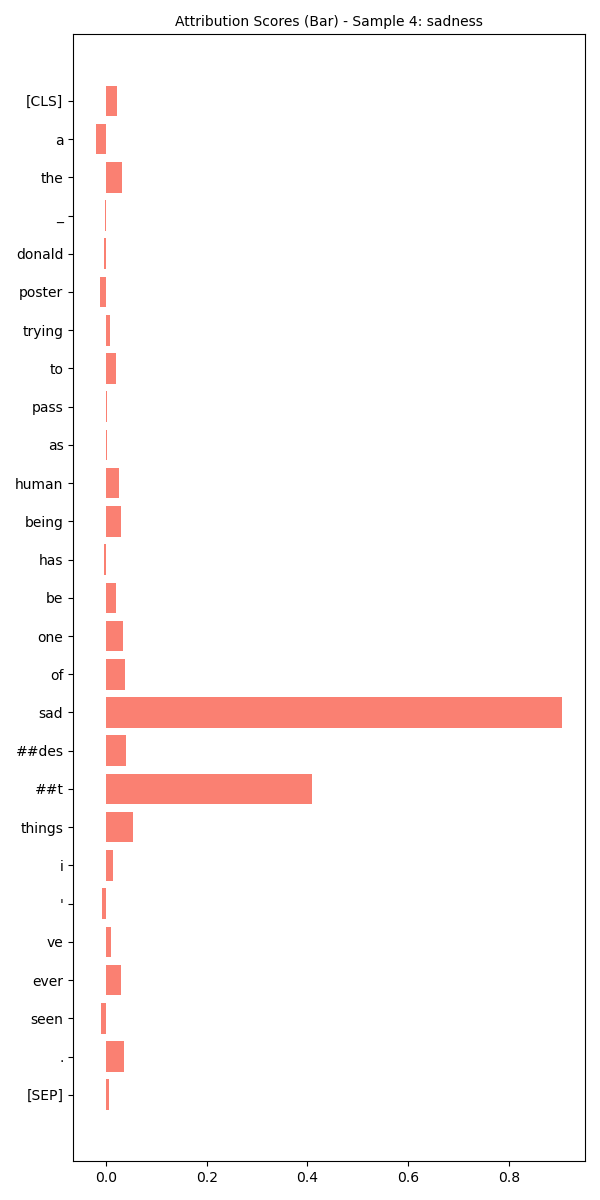 Attribution Scores (Bar) - Sample 4: sadness
[CLS]
a
the
_
donald
poster
trying
to
pass
as
human
being
has
be
one
of
sad
##des
##t
things
i
'
ve
ever
seen
.
[SEP]
0.0 0.2 0.4 0.6 0.8